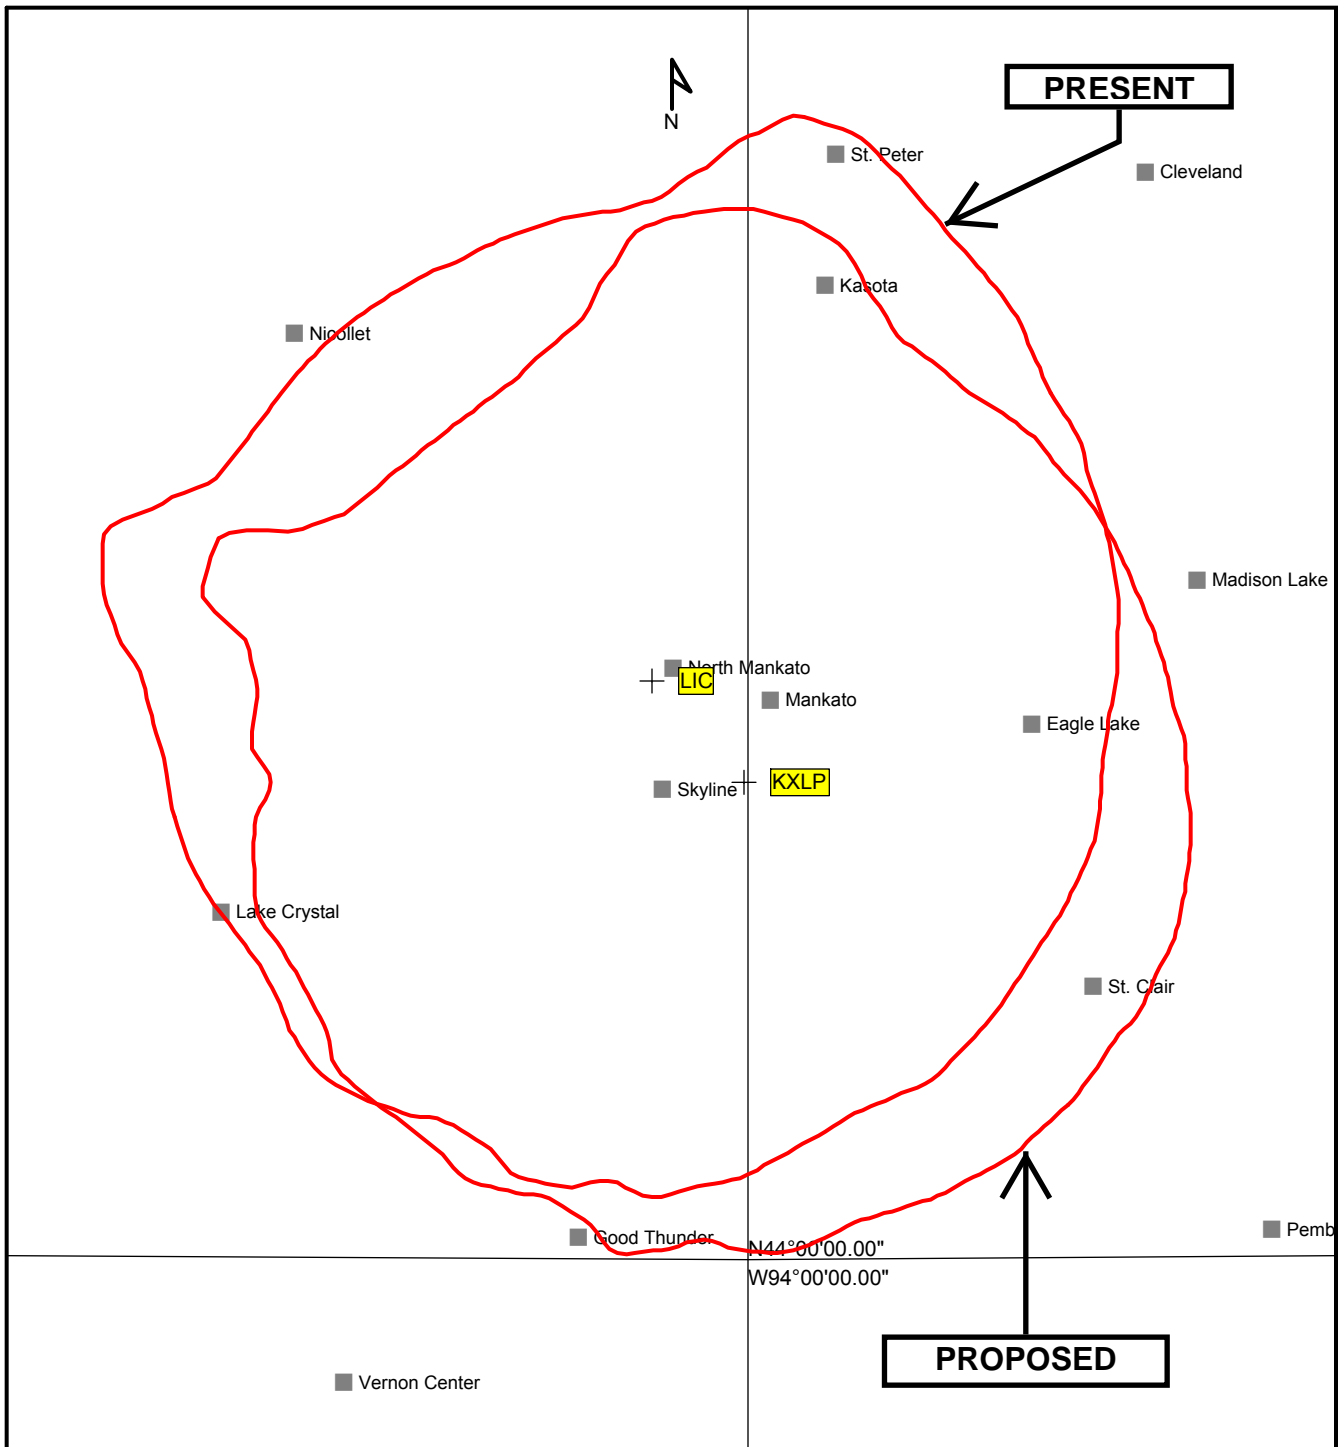 PRESENT
N
St. Peter
Cleveland
Kasota
Nicollet
Madison Lake
North Mankato
LIC
Mankato
Eagle Lake
KXLP
Skyline
Lake Crystal
St. Clair
Good Thunder
Pemb
N44°00'00.00"
W94°00'00.00"
PROPOSED
Vernon Center